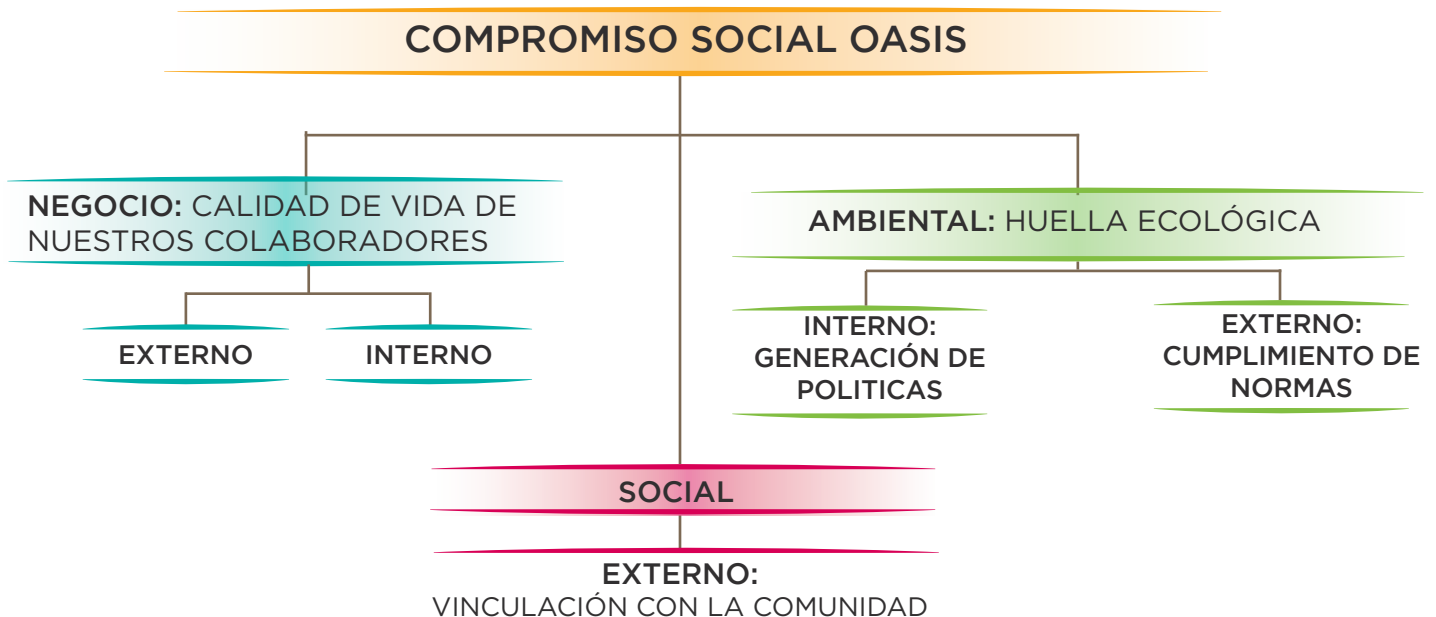 COMPROMISO SOCIAL OASIS
NEGOCIO: CALIDAD DE VIDA DE
NUESTROS COLABORADORES
EXTERNO
INTERNO
AMBIENTAL: HUELLA ECOLÓGICA
INTERNO:
GENERACIÓN DE
POLITICAS
EXTERNO:
CUMPLIMIENTO DE
NORMAS
SOCIAL
EXTERNO:
VINCULACIÓN CON LA COMUNIDAD